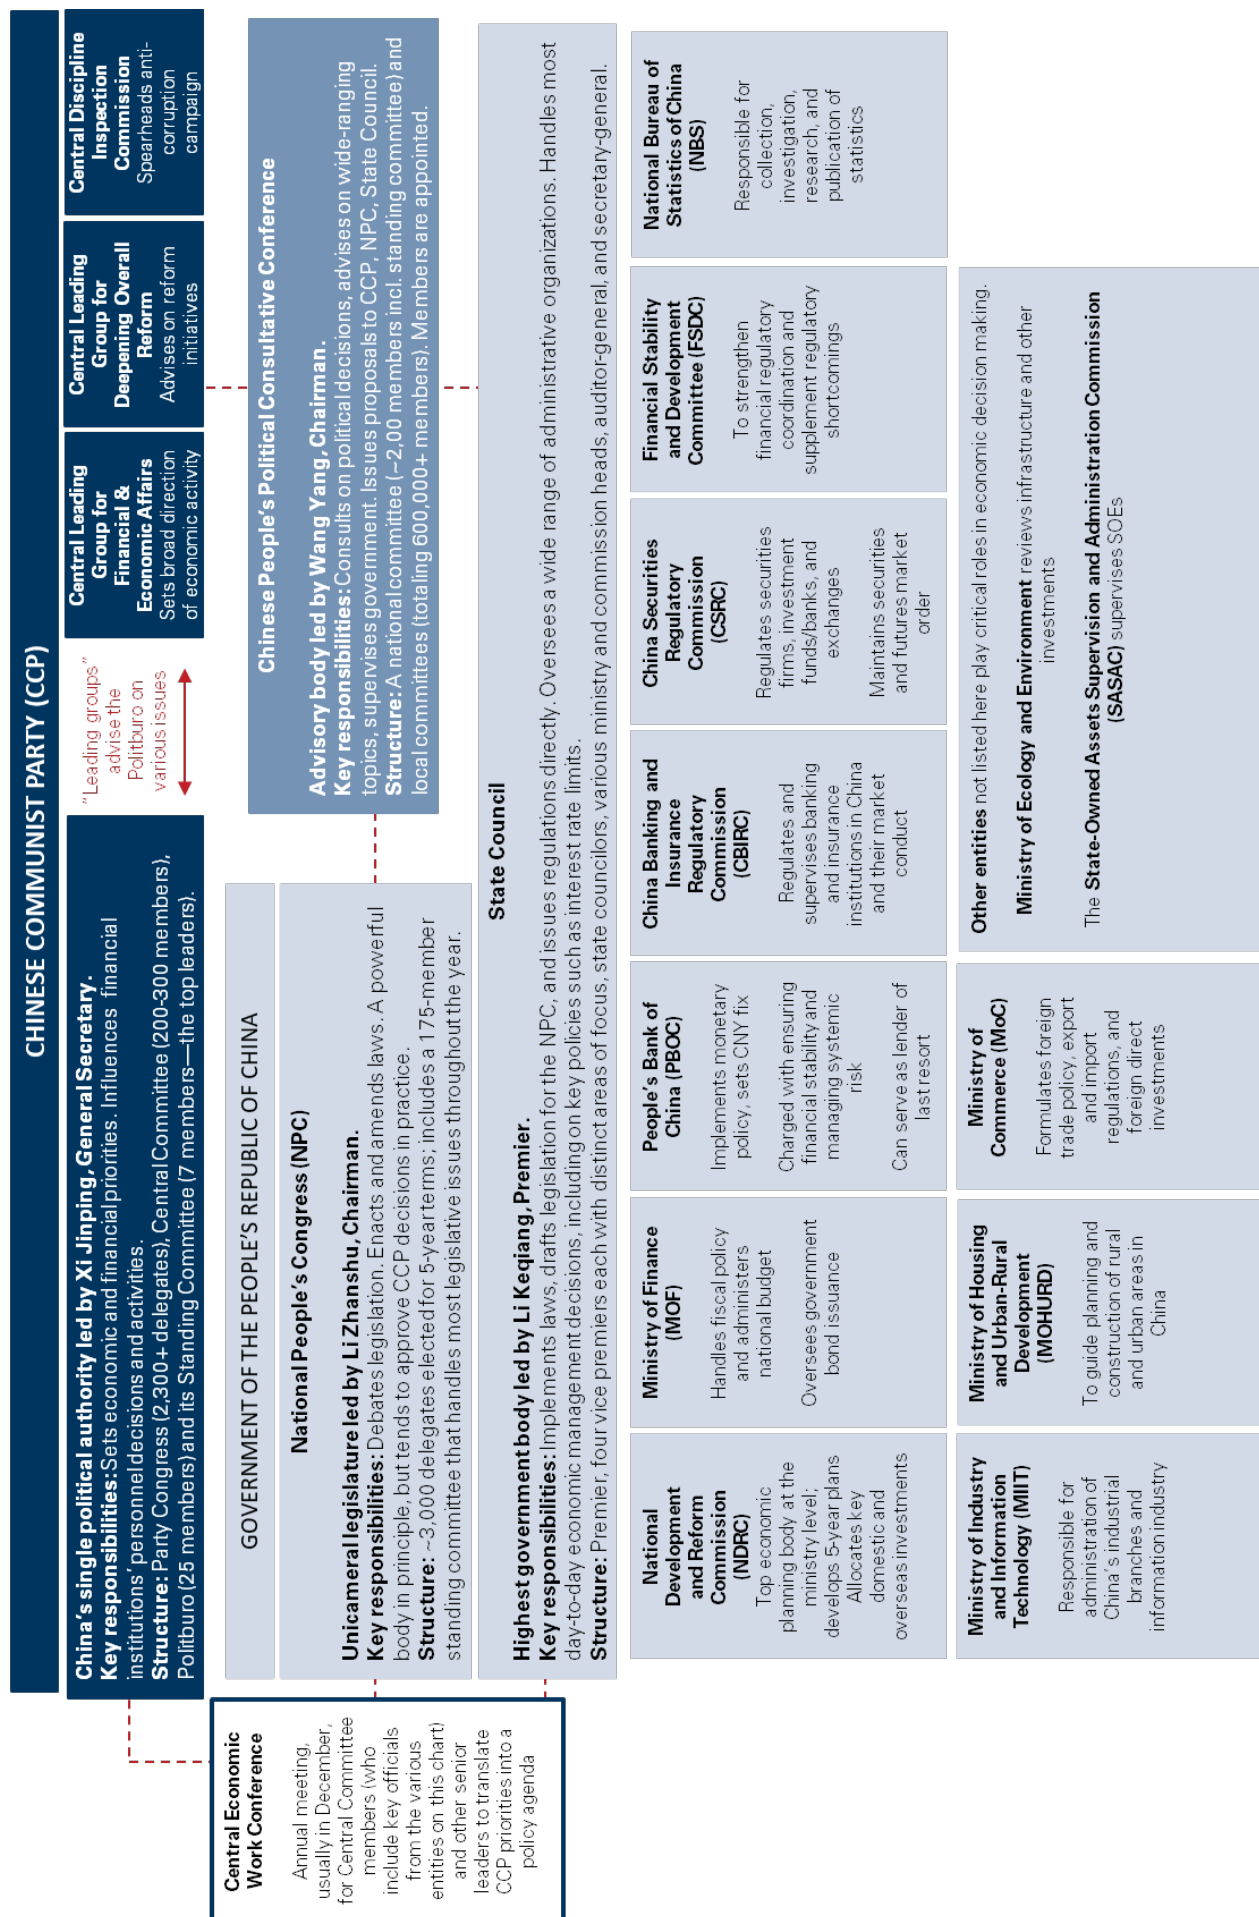 CHINESE COMMUNIST PARTY (CCP)
China's single political authority led by Xi Jinping, General Secretary.
Key responsibilities: Sets economic and financial priorities. Influences financial
institutions' personnel decisions and activities.
Structure: Party Congress (2,300+ delegates), Central Committee (200-300 members),
Politburo (25 members) and its Standing Committee (7 members—the top leaders).
"Leading groups"
advise the
Politburo on
various issues
Central Leading
Group for
Financial &
Economic Affairs
Sets broad direction
of economic activity
Central Leading
Group for
Deepening Overall
Reform
Advises on reform
initiatives
Central Discipline
Inspection
Commission
Spearheads anti-
corruption
campaign
Central Economic
Work Conference
Annual meeting,
usually in December,
for Central Committee
members (who
include key officials
from the various
entities on this chart)
and other senior
leaders to translate
CCP priorities into a
policy agenda
GOVERNMENT OF THE PEOPLE'S REPUBLIC OF CHINA
National People's Congress (NPC)
Unicameral legislature led by Li Zhanshu, Chairman.
Key responsibilities: Debates legislation. Enacts and amends laws. A powerful
body in principle, but tends to approve CCP decisions in practice.
Structure: ~3,000 delegates elected for 5-year terms; includes a 175-member
standing committee that handles most legislative issues throughout the year.
Chinese People's Political Consultative Conference
Advisory body led by Wang Yang, Chairman.
Key responsibilities: Consults on political decisions, advises on wide-ranging
topics, supervises government. Issues proposals to CCP, NPC, State Council.
Structure: A national committee (~2,00 members incl. standing committee) and
local committees (totaling 600,000+ members). Members are appointed.
State Council
Highest government body led by Li Keqiang, Premier.
Key responsibilities: Implements laws, drafts legislation for the NPC, and issues regulations directly. Oversees a wide range of administrative organizations. Handles most
day-to-day economic management decisions, including on key policies such as interest rate limits.
Structure: Premier, four vice premiers each with distinct areas of focus, state councilors, various ministry and commission heads, auditor-general, and secretary-general.
National
Development
and Reform
Commission
(NDRC)
Top economic
planning body at the
ministry level;
develops 5-year plans
Allocates key
domestic and
overseas investments
Ministry of Finance
(MOF)
Handles fiscal policy
and administers
national budget
Oversees government
bond issuance
People's Bank of
China (PBOC)
Implements monetary
policy, sets CNY fix
Charged with ensuring
financial stability and
managing systemic
risk
Can serve as lender of
last resort
China Banking and
Insurance
Regulatory
Commission
(CBIRC)
Regulates and
supervises banking
and insurance
institutions in China
and their market
conduct
China Securities
Regulatory
Commission
(CSRC)
Regulates securities
firms, investment
funds/banks, and
exchanges
Maintains securities
and futures market
order
Financial Stability
and Development
Committee (FSDC)
To strengthen
financial regulatory
coordination and
supplement regulatory
shortcomings
National Bureau of
Statistics of China
(NBS)
Responsible for
collection,
investigation,
research, and
publication of
statistics
Ministry of Industry
and Information
Technology (MIIT)
Responsible for
administration of
China's industrial
branches and
information industry
Ministry of Housing
and Urban-Rural
Development
(MOHURD)
To guide planning and
construction of rural
and urban areas in
China
Ministry of
Commerce (MoC)
Formulates foreign
trade policy, export
and import
regulations, and
foreign direct
investments
Other entities not listed here play critical roles in economic decision making.
Ministry of Ecology and Environment reviews infrastructure and other
investments
The State-Owned Assets Supervision and Administration Commission
(SASAC) supervises SOEs